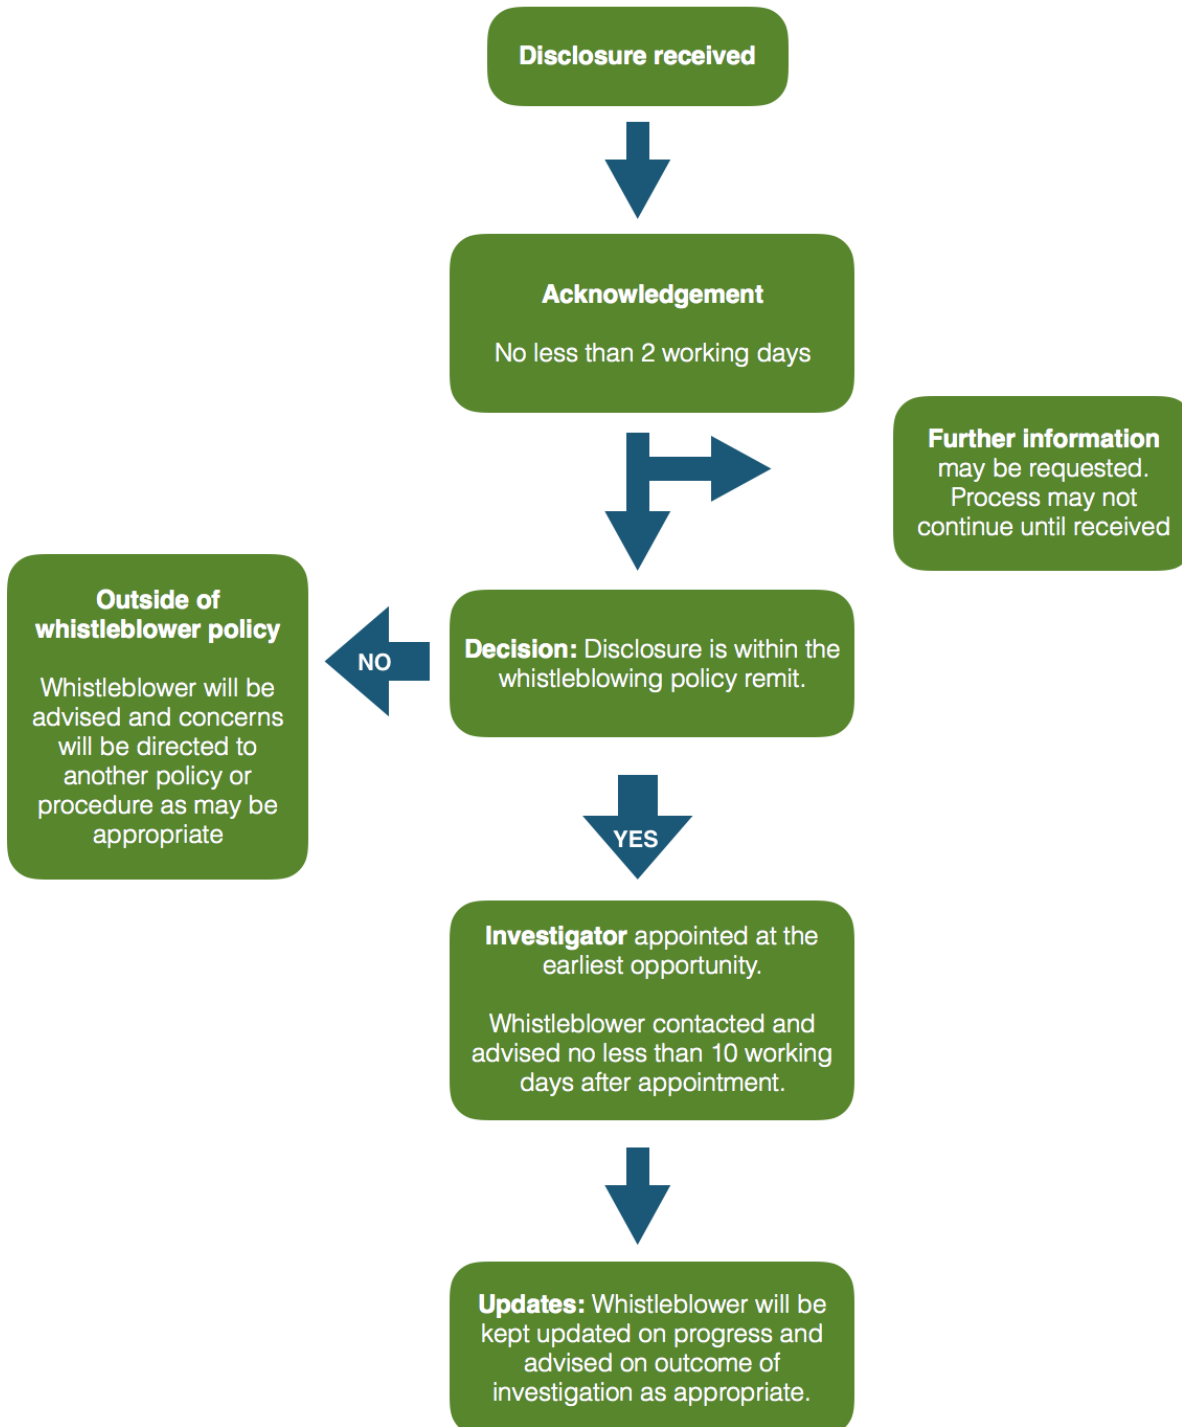 Disclosure received
Acknowledgement
No less than 2 working days
Further information
may be requested.
Process may not
continue until received
Decision: Disclosure is within the
whistleblowing policy remit.
NO
Outside of
whistleblower policy
Whistleblower will be
advised and concerns
will be directed to
another policy or
procedure as may be
appropriate
YES
Investigator appointed at the
earliest opportunity.
Whistleblower contacted and
advised no less than 10 working
days after appointment.
Updates: Whistleblower will be
kept updated on progress and
advised on outcome of
investigation as appropriate.